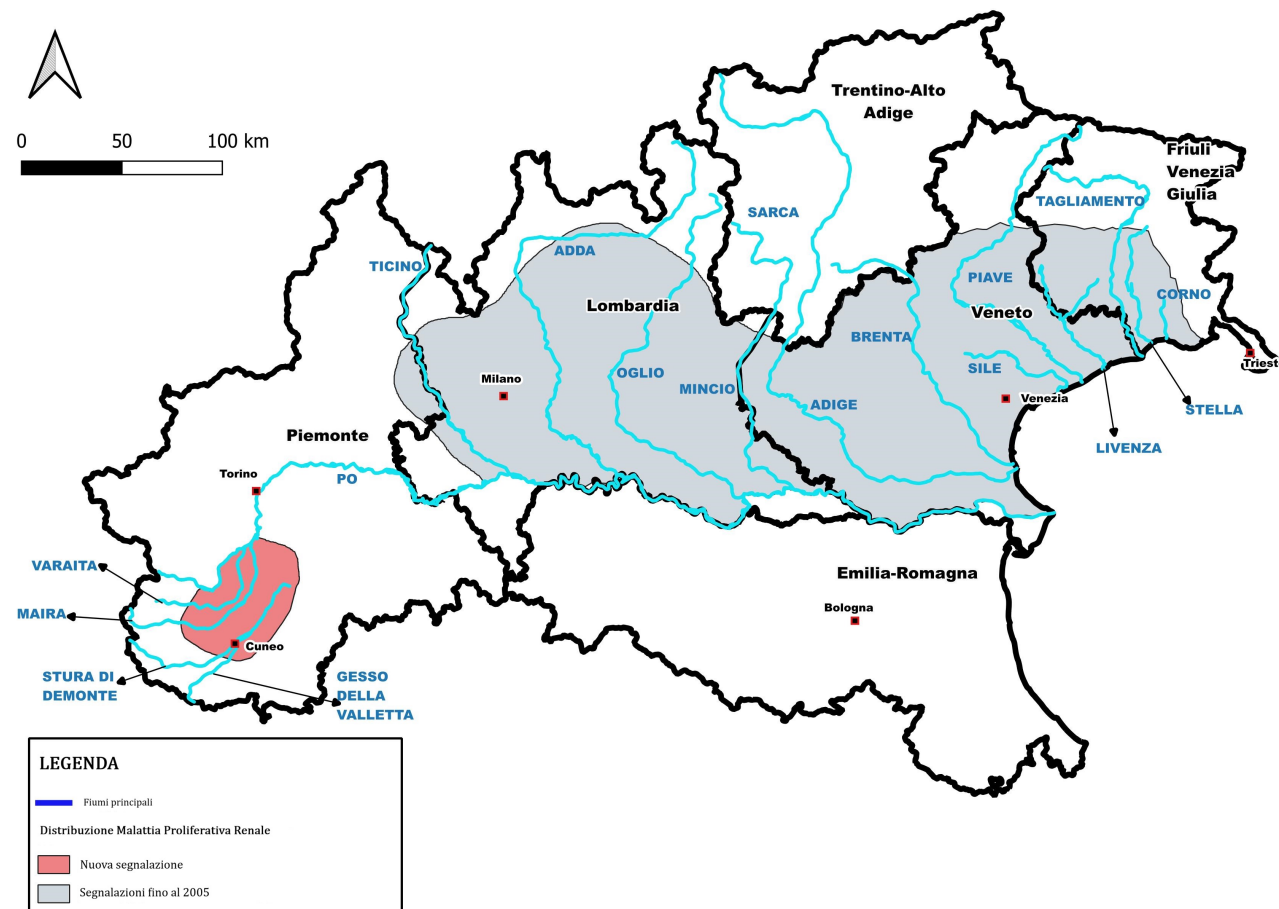 0 50 100 km
Trentino-Alto
Adige
Friuli
Venezia
Giulia
TAGLIAMENTO
SARCA
ADDA
TICINO
PIAVE
CORNO
Lombardia
Veneto
BRENTA
Triest
SILE
OGLIO
Milano
MINCIO
Venezia
ADIGE
STELLA
Piemonte
LIVENZA
Torino
PO
VARAITA
Emilia-Romagna
MAIRA
Bologna
Cuneo
STURA DI
DEMONTE
GESSO
DELLA
VALLETTA
LEGENDA
Fiumi principali
Distribuzione Malattia Proliferativa Renale
Nuova segnalazione
Segnalazioni fino al 2005